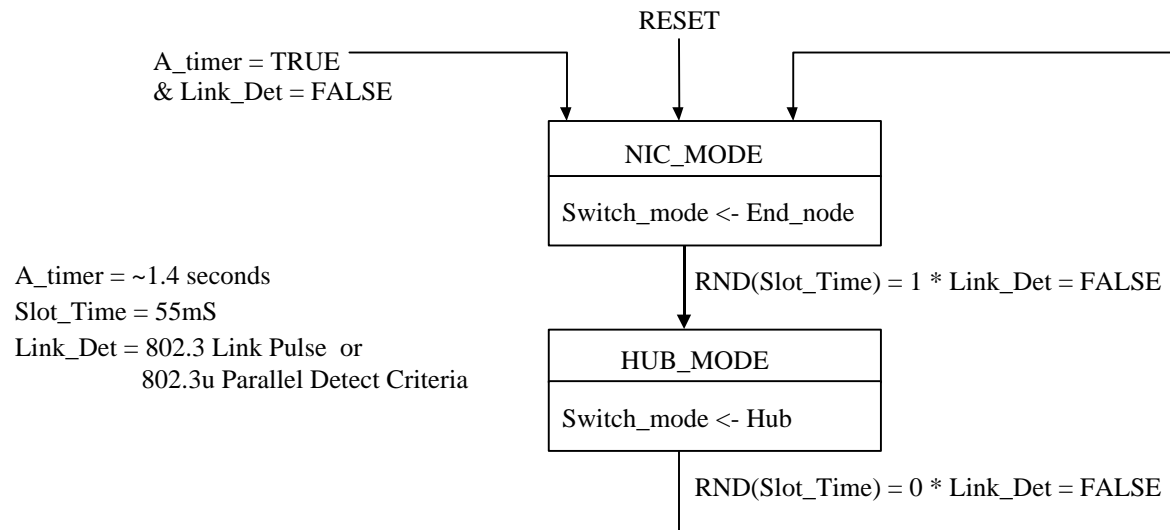 RESET
A_timer = TRUE
& Link_Det = FALSE
NIC_MODE
Switch_mode <- End_node
RND(Slot_Time) = 1 * Link_Det = FALSE
A_timer = ~1.4 seconds
Slot_Time = 55mS
Link_Det = 802.3 Link Pulse or
802.3u Parallel Detect Criteria
HUB_MODE
Switch_mode <- Hub
RND(Slot_Time) = 0 * Link_Det = FALSE